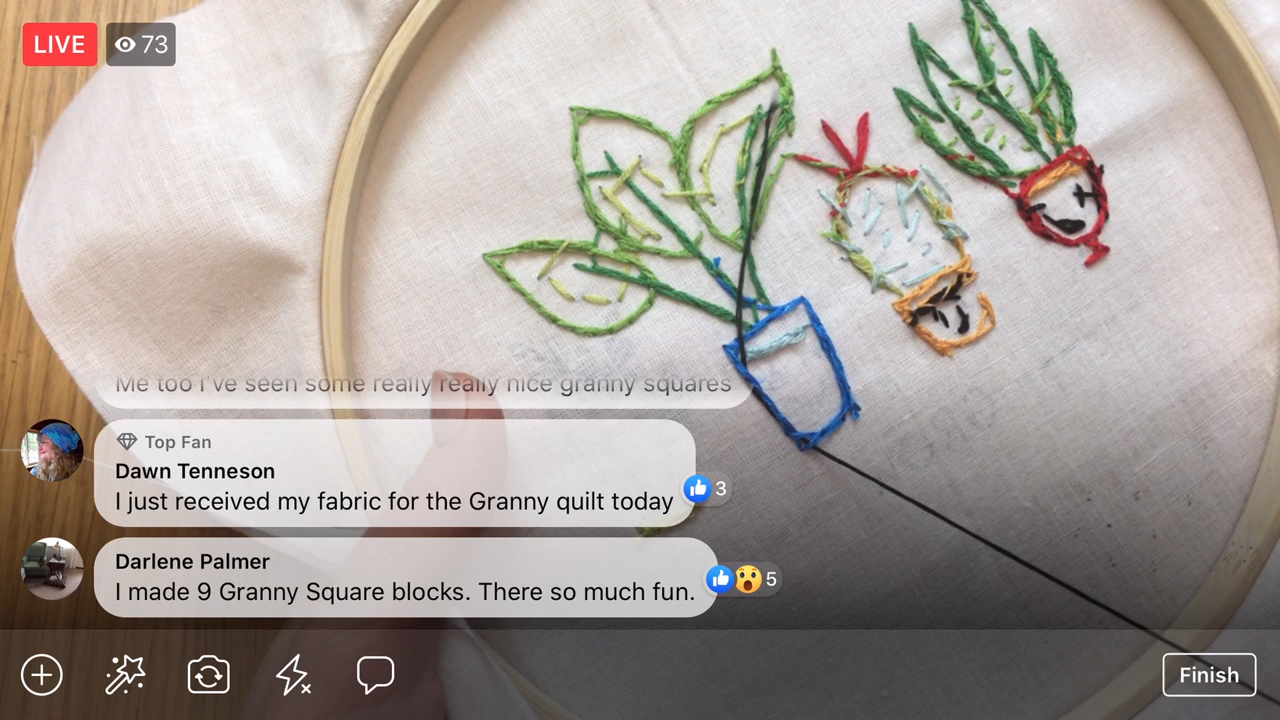 LIVE 73
Me too I've seen some really really nice granny squares
Top Fan
Dawn Tenneson
I just received my fabric for the Granny quilt today
3
Darlene Palmer
I made 9 Granny Square blocks. There so much fun.
5
Finish